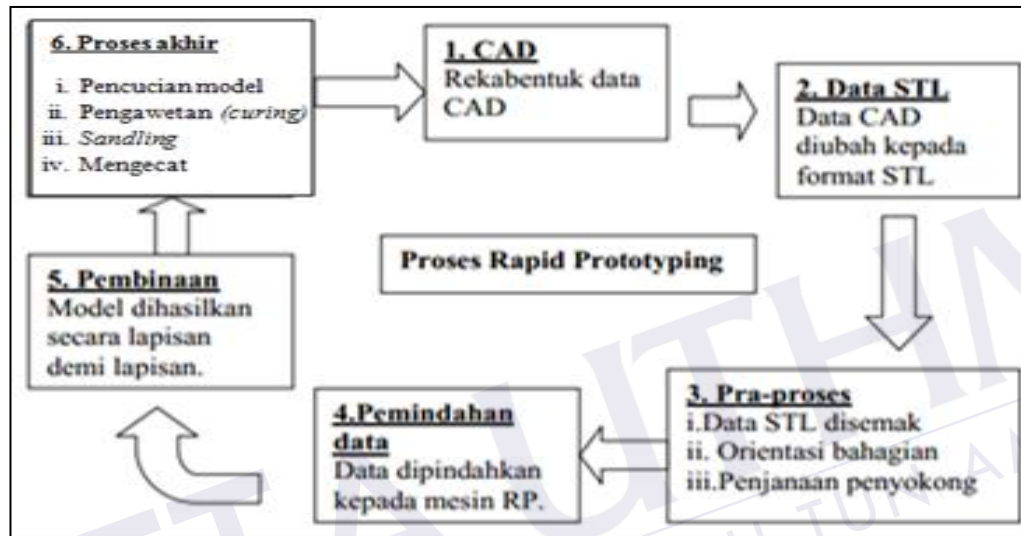 6. Proses akhir
i. Pencucian model
ii. Pengawetan (curing)
iii. Sandling
iv. Mengecat
1. CAD
Rekabentuk data
CAD
2. Data STL
Data CAD
diubah kepada
format STL
Proses Rapid Prototyping
5. Pembinaan
Model dihasilkan
secara lapisan
demi lapisan.
4.Pemindahan
data
Data dipindahkan
kepada mesin RP.
3. Pra-proses
i.Data STL disemak
ii. Orientasi bahagian
iii.Penjanaan penyokong
UTHM
TUN AM